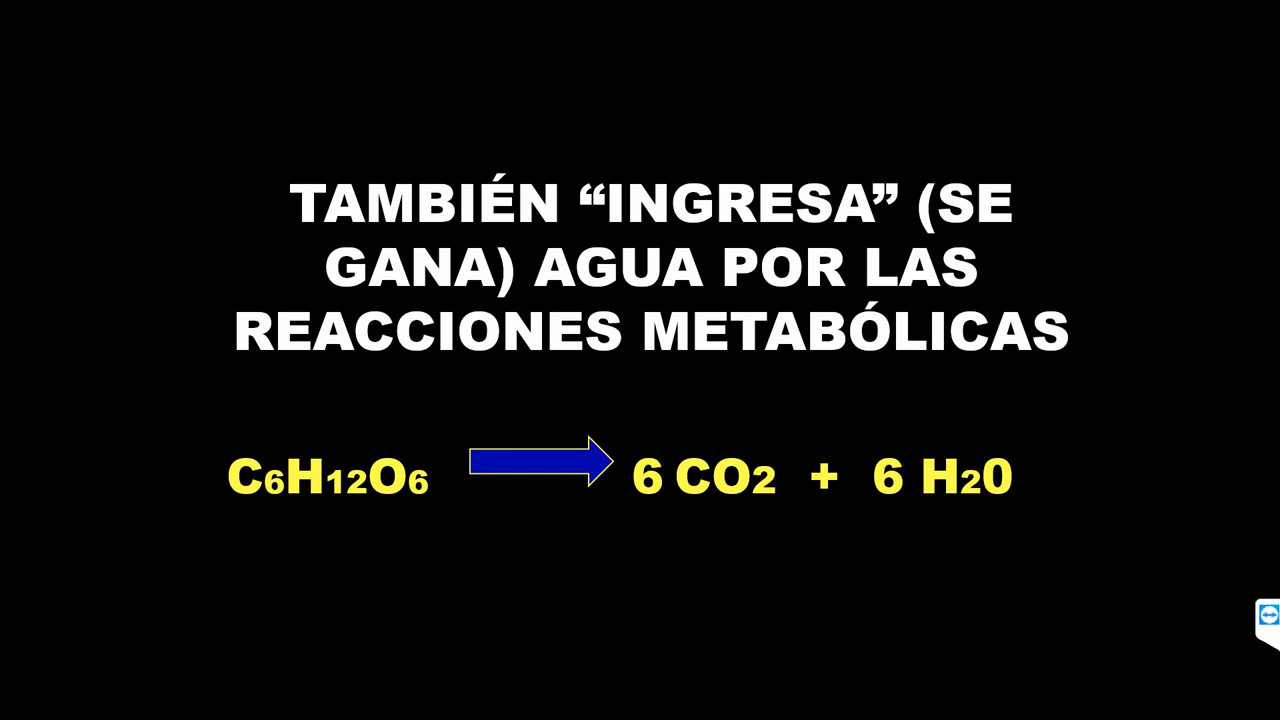 TAMBIÉN “INGRESA” (SE
GANA) AGUA POR LAS
REACCIONES METABÓLICAS
C6H12O6 6 CO2 + 6 H20